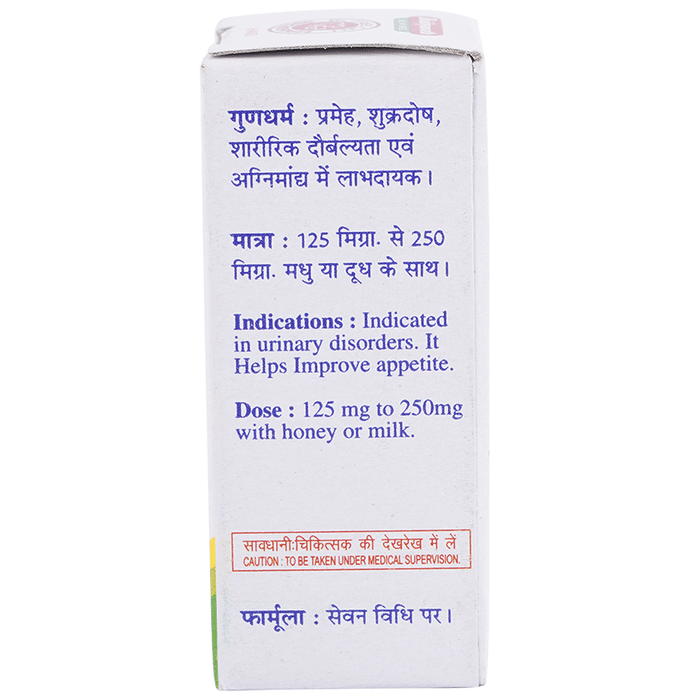 गुणधर्म : प्रमेह, शुक्रदोष,
शारीरिक दौर्बल्यता एवं
अग्निमांद्य में लाभदायक।
मात्रा : 125 मिग्रा. से 250
मिग्रा. मधु या दूध के साथ।
Indications : Indicated
in urinary disorders. It
Helps Improve appetite.
Dose : 125 mg to 250mg
with honey or milk.
सावधानी:चिकित्सक की देखरेख में लें
CAUTION : TO BE TAKEN UNDER MEDICAL SUPERVISION.
फार्मूला : सेवन विधि पर।